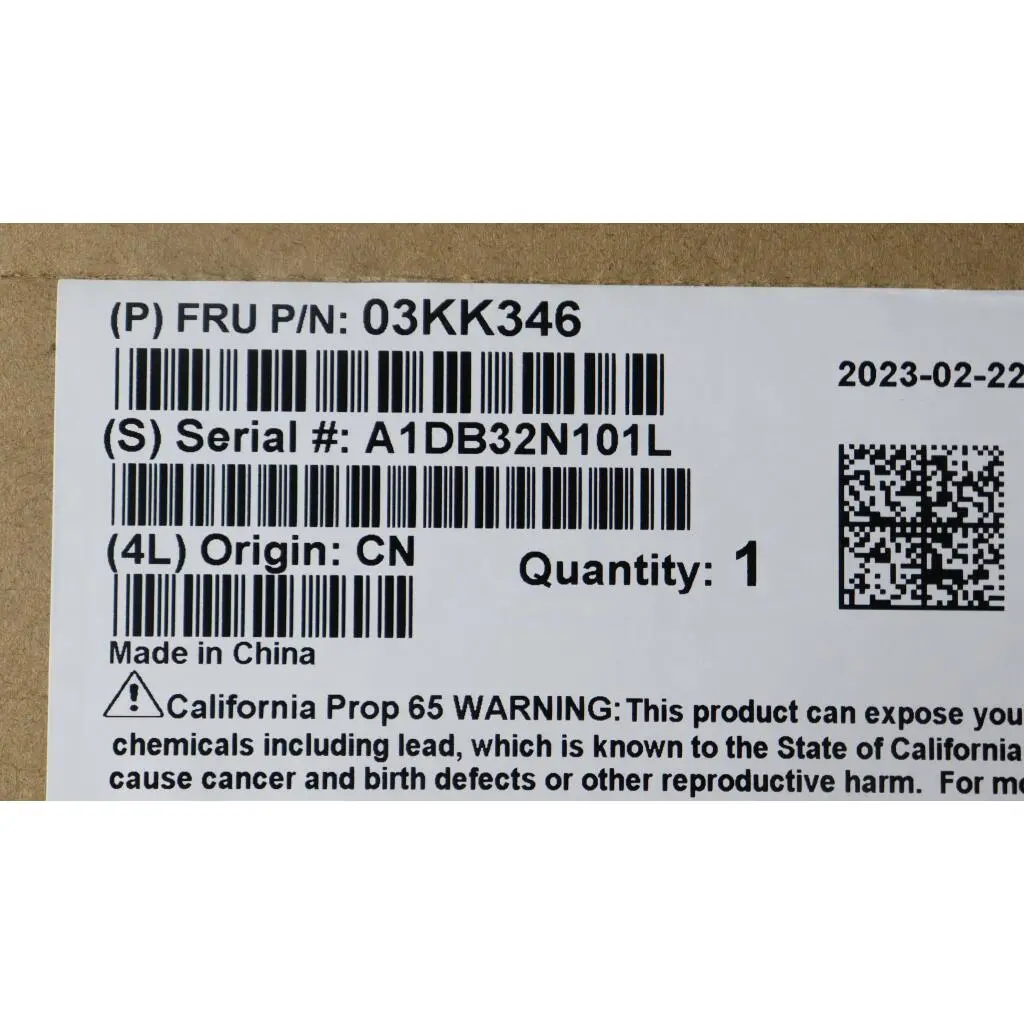 (P) FRU P/N: 03KK346
2023-02-22
(S) Serial #: A1DB32N101L
(4L) Origin: CN
Quantity: 1
Made in China
California Prop 65 WARNING: This product can expose you
chemicals including lead, which is known to the State of California
cause cancer and birth defects or other reproductive harm. For